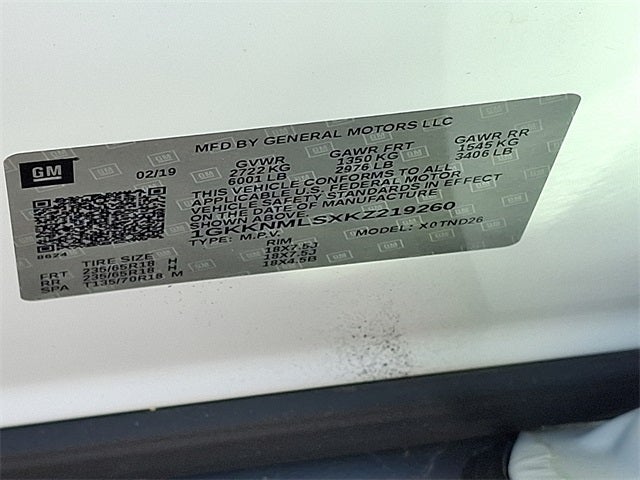 GM
02/19
MFD BY GENERAL MOTORS LLC
GVWR GAWR FRT GAWR RR
2722 KG 1350 KG 1545 KG
6001 LB 2976 LB 3406 LB
THIS VEHICLE CONFORMS TO ALL
APPLICABLE U.S. FEDERAL MOTOR
VEHICLE SAFETY STANDARDS IN EFFECT
ON THE DATE OF MANUFACTURE
SHOWN ABOVE.
1GKKNMLSXKZ219260
TYPE: M.P.V. MODEL: X0TND26
8624
TIRE SIZE RIM
FRT 235/65R18 H 18X7.5J
RR 235/65R18 H 18X7.5J
SPA T135/70R18 M 18X4.5B